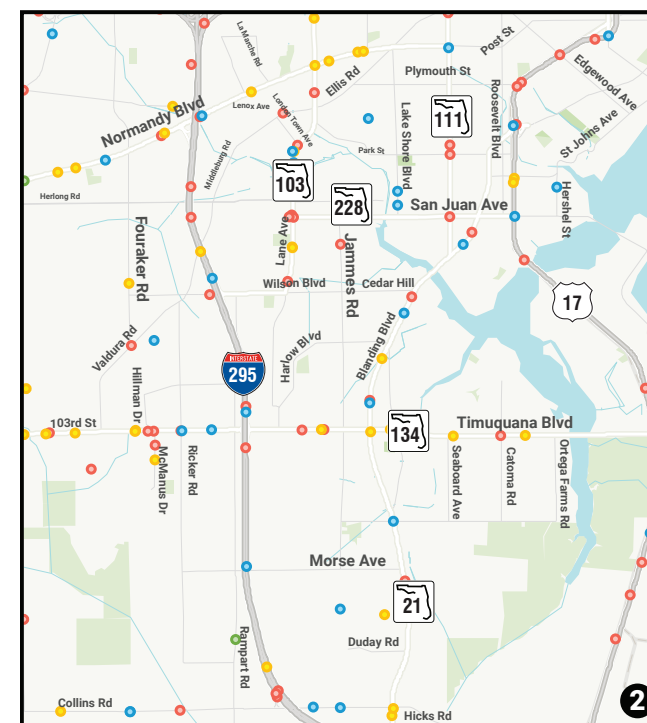 La Marche Rd
Post St
Ellis Rd
Plymouth St
Edgewood Ave
Normandy Blvd
Lenox Ave
London Town Ave
Lake Shore Blvd
111
Roosevelt Blvd
St Johns Ave
Middleburg Rd
Park St
103
Herlong Rd
228
San Juan Ave
Hershel St
Fouraker Rd
Lane Ave
Jammes Rd
Wilson Blvd
Cedar Hill
17
Valdura Rd
Harlow Blvd
Blanding Blvd
INTERSTATE
295
Hillman Dr
103rd St
134
Timuquana Blvd
McManus Dr
Ricker Rd
Seaboard Ave
Catoma Rd
Ortega Farms Rd
Morse Ave
21
Duday Rd
Rampart Rd
Collins Rd
Hicks Rd
2